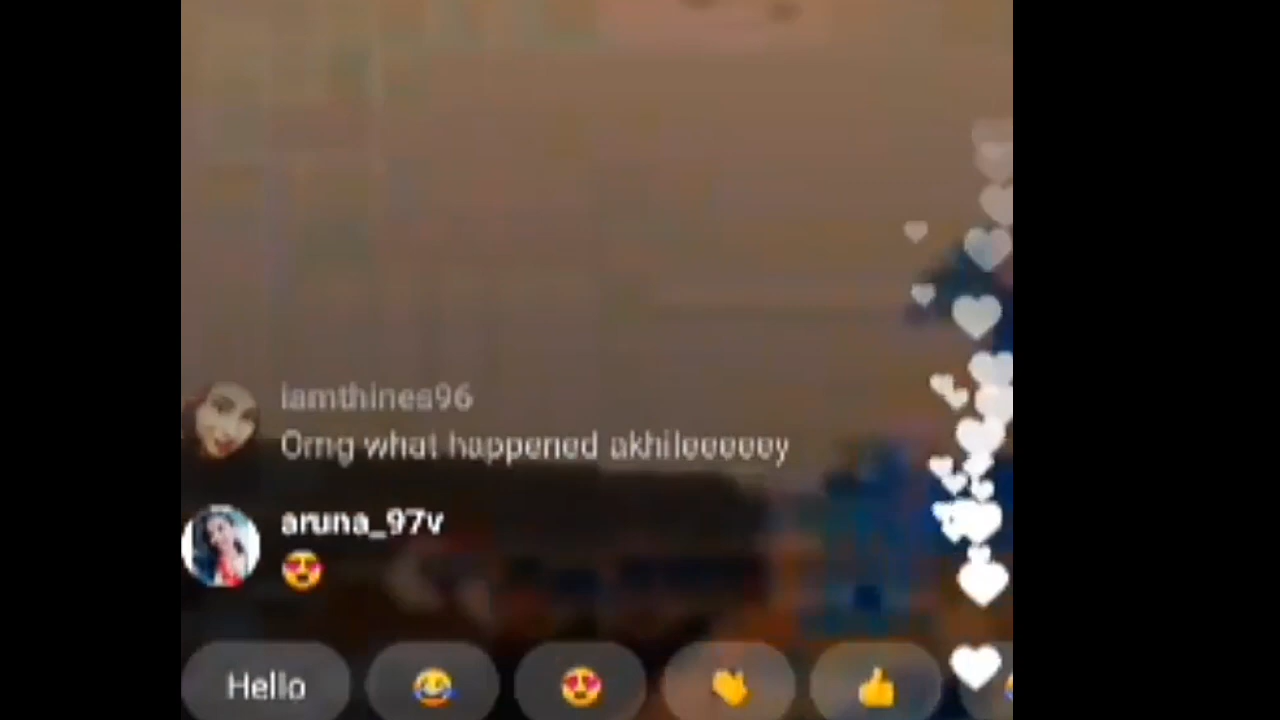 iamthines96
Omg what happened akhileeeeey
aruna_97v
😍
Hello
😂
😍
👏
👍